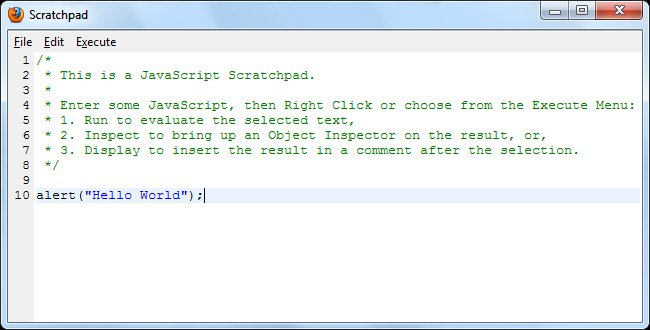 Scratchpad
File Edit Execute
1 /*
2  * This is a JavaScript Scratchpad.
3  *
4  * Enter some JavaScript, then Right Click or choose from the Execute Menu:
5  * 1. Run to evaluate the selected text,
6  * 2. Inspect to bring up an Object Inspector on the result, or,
7  * 3. Display to insert the result in a comment after the selection.
8  */
9
10 alert("Hello World");